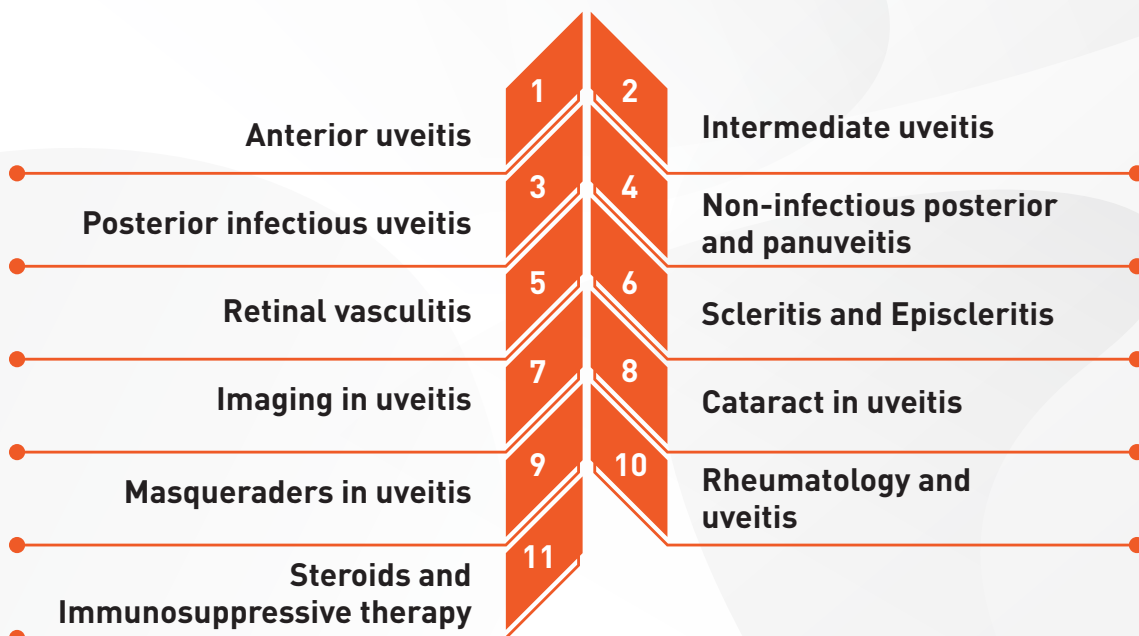 1
Anterior uveitis
2
Intermediate uveitis
3
Posterior infectious uveitis
4
Non-infectious posterior
and panuveitis
5
Retinal vasculitis
6
Scleritis and Episcleritis
7
Imaging in uveitis
8
Cataract in uveitis
9
Masqueraders in uveitis
10
Rheumatology and
uveitis
11
Steroids and
Immunosuppressive therapy